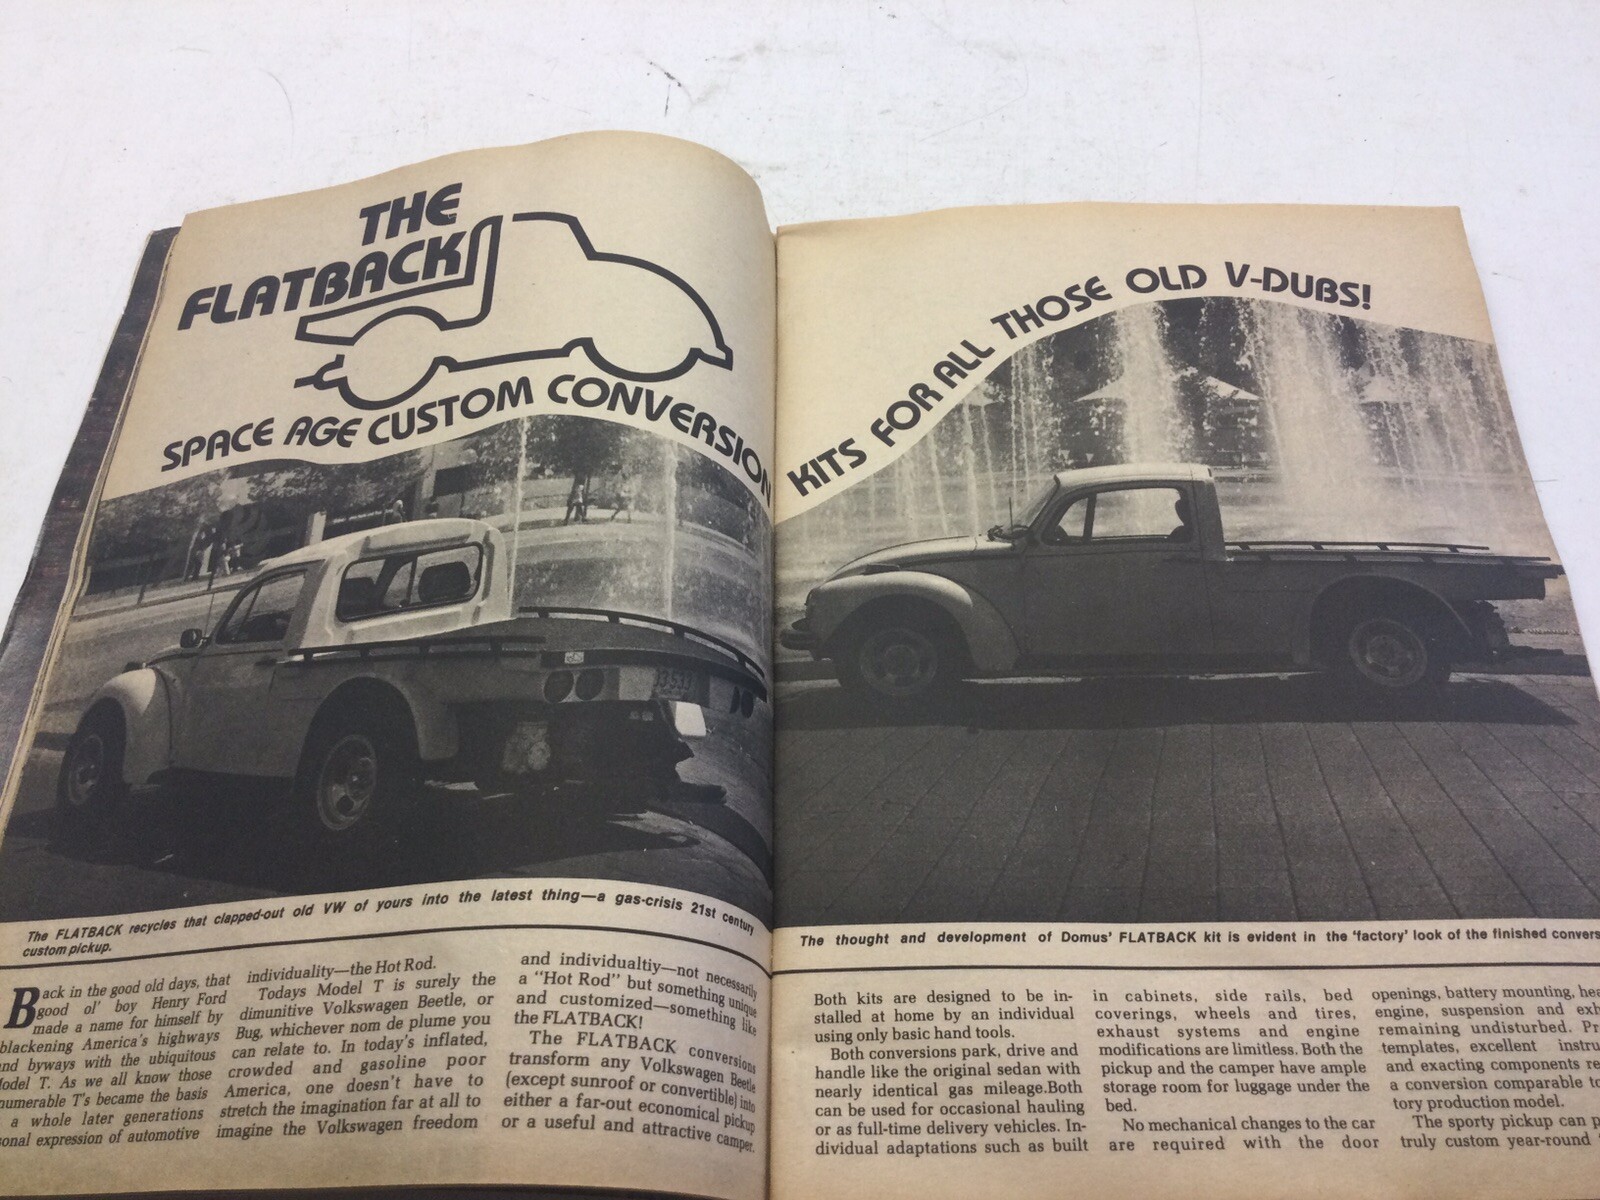 THE
FLATBACK
SPACE AGE CUSTOM CONVERSION
KITS FOR ALL THOSE OLD V-DUBS!
The FLATBACK recycles that clapped-out old VW of yours into the latest thing—a gas-crisis 21st century
custom pickup.
Back in the good old days, that
good ol' boy Henry Ford
made a name for himself by
blackening America's highways
and byways with the ubiquitous
Model T. As we all know those
numerable T's became the basis
a whole later generations
sonal expression of automotive
individuality—the Hot Rod.
Todays Model T is surely the
dimunitive Volkswagen Beetle, or
Bug, whichever nom de plume you
can relate to. In today's inflated,
crowded and gasoline poor
America, one doesn't have to
stretch the imagination far at all to
imagine the Volkswagen freedom
and individualtiy—not necessarily
a "Hot Rod" but something unique
and customized—something like
the FLATBACK!
The FLATBACK conversions
transform any Volkswagen Beetle
(except sunroof or convertible) into
either a far-out economical pickup
or a useful and attractive camper.
The thought and development of Domus' FLATBACK kit is evident in the 'factory' look of the finished convers
Both kits are designed to be in-
stalled at home by an individual
using only basic hand tools.
Both conversions park, drive and
handle like the original sedan with
nearly identical gas mileage.Both
can be used for occasional hauling
or as full-time delivery vehicles. In-
dividual adaptations such as built
in cabinets, side rails, bed
coverings, wheels and tires,
exhaust systems and engine
modifications are limitless. Both the
pickup and the camper have ample
storage room for luggage under the
bed.
No mechanical changes to the car
are required with the door
openings, battery mounting, hea
engine, suspension and exh
remaining undisturbed. Pr
templates, excellent instru
and exacting components re
a conversion comparable to
tory production model.
The sporty pickup can p
truly custom year-round